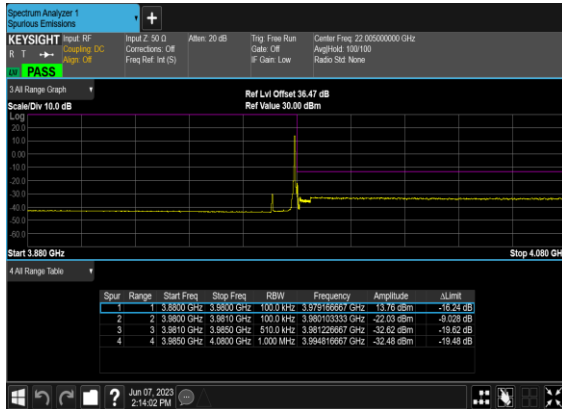 Spectrum Analyzer 1
Spurious Emissions
+
KEYSIGHT Input: RF Input Z: 50 Ω Atten: 20 dB Trig: Free Run Center Freq: 22.005000000 GHz
R T Coupling: DC Corrections: Off Gate: Off Avg|Hold: 100/100
Align: Off Freq Ref: Int (S) IF Gain: Low Radio Std: None
PASS
3 All Range Graph Ref Lvl Offset 36.47 dB
Scale/Div 10.0 dB Ref Value 30.00 dBm
Log
20.0
10.0
0.00
-10.0
-20.0
-30.0
-40.0
-50.0
-60.0
Start 3.880 GHz Stop 4.080 GH
4 All Range Table
Spur Range Start Freq Stop Freq RBW Frequency Amplitude ΔLimit
1 1 3.8800 GHz 3.9800 GHz 100.0 kHz 3.979166667 GHz 13.76 dBm -16.24 dB
2 2 3.9800 GHz 3.9810 GHz 100.0 kHz 3.980103333 GHz -22.03 dBm -9.028 dB
3 3 3.9810 GHz 3.9850 GHz 510.0 kHz 3.981226667 GHz -32.62 dBm -19.62 dB
4 4 3.9850 GHz 4.0800 GHz 1.000 MHz 3.994816667 GHz -32.48 dBm -19.48 dB
? Jun 07, 2023
2:14:02 PM